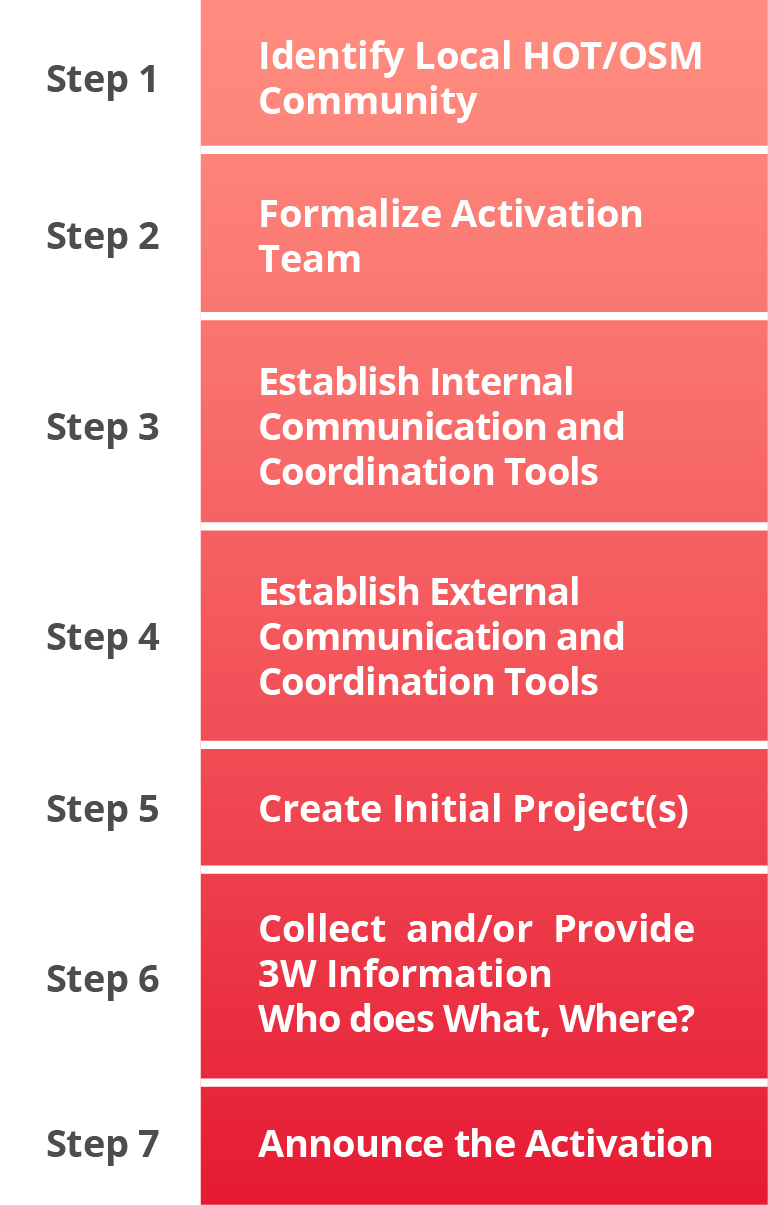 Step 1
Identify Local HOT/OSM
Community
Step 2
Formalize Activation
Team
Step 3
Establish Internal
Communication and
Coordination Tools
Step 4
Establish External
Communication and
Coordination Tools
Step 5
Create Initial Project(s)
Step 6
Collect and/or Provide
3W Information
Who does What, Where?
Step 7
Announce the Activation